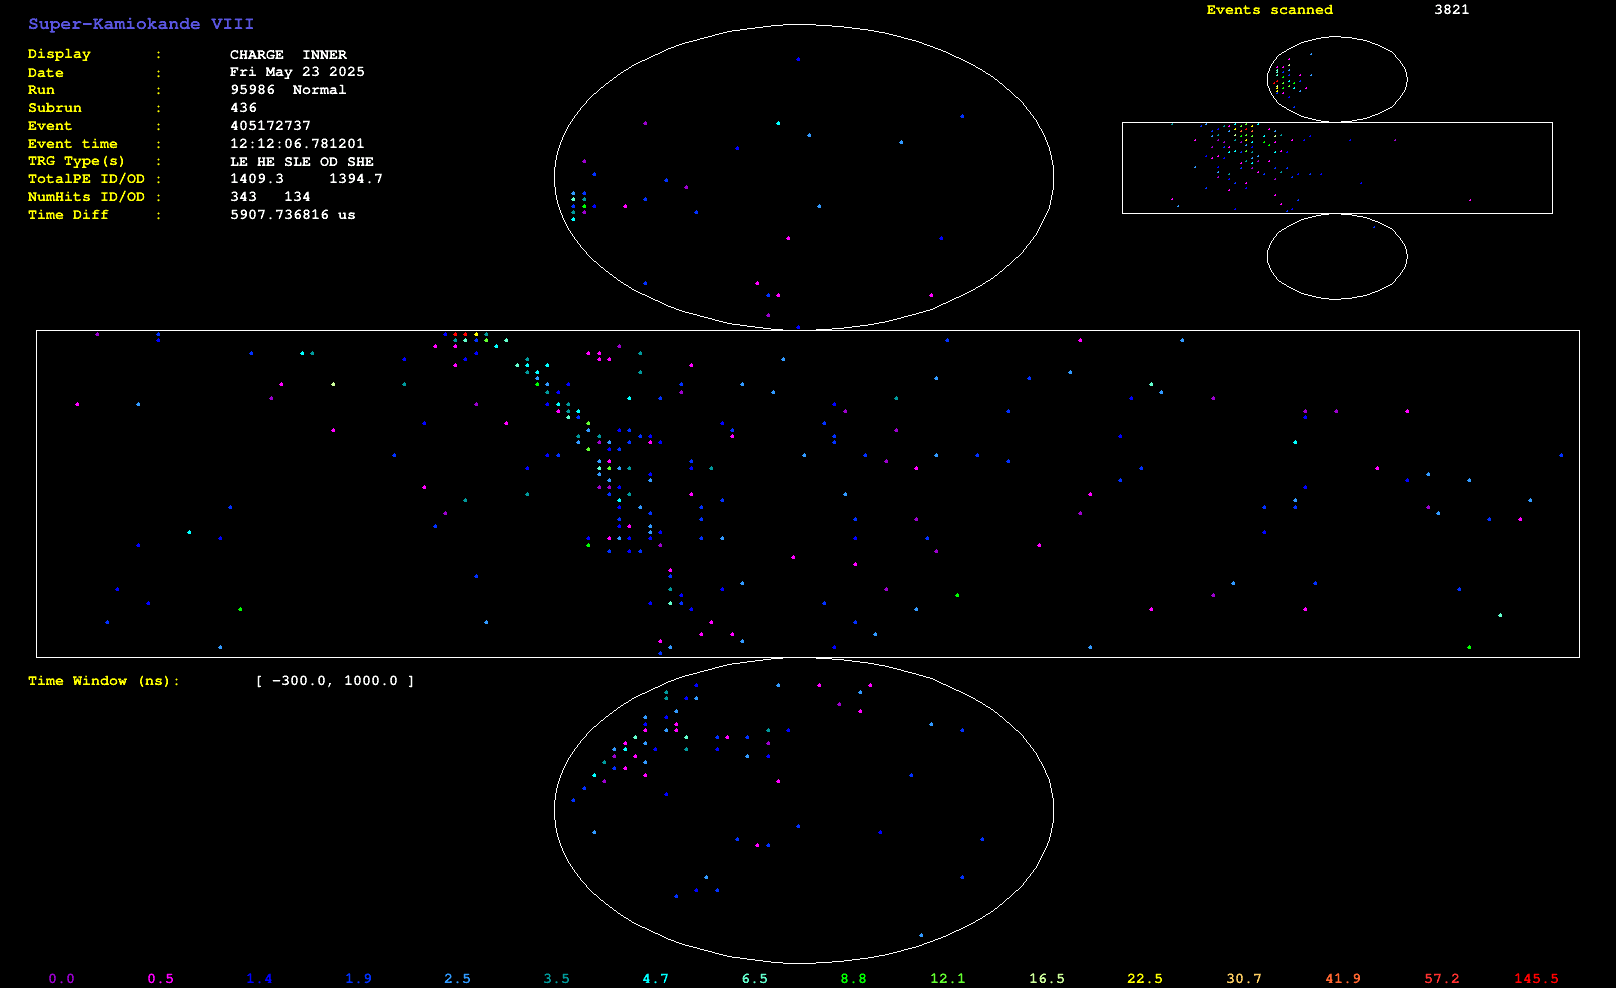 Super-Kamiokande VIII
Events scanned 3821
Display : CHARGE INNER
Date : Fri May 23 2025
Run : 95986 Normal
Subrun : 436
Event : 405172737
Event time : 12:12:06.781201
TRG Type(s) : LE HE SLE OD SHE
TotalPE ID/OD : 1409.3 1394.7
NumHits ID/OD : 343 134
Time Diff : 5907.736816 us
Time Window (ns): [ -300.0, 1000.0 ]
0.0 0.5 1.4 1.9 2.5 3.5 4.7 6.5 8.8 12.1 16.5 22.5 30.7 41.9 57.2 145.5